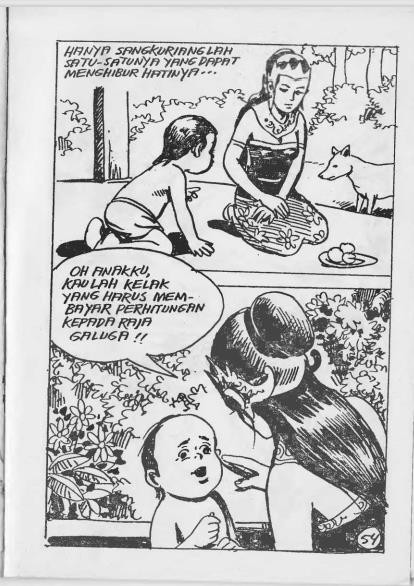 HANYA SANGKURIANGLAH
SATU-SATUNYA YANG DAPAT
MENGHIBUR HATINYA...
OH ANAKKU,
KAULAH KELAK
YANG HARUS MEM-
BAYAR PERHITUNGAN
KEPADA RAJA
GALUGA !!
54